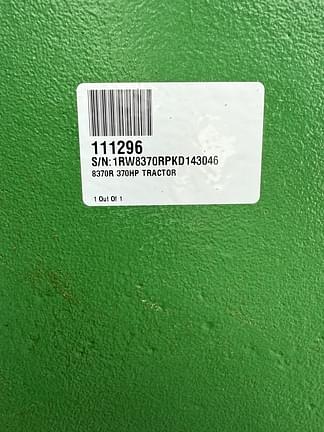 111296
S/N:1RW8370RPKD143046
8370R 370HP TRACTOR
1 Out Of 1